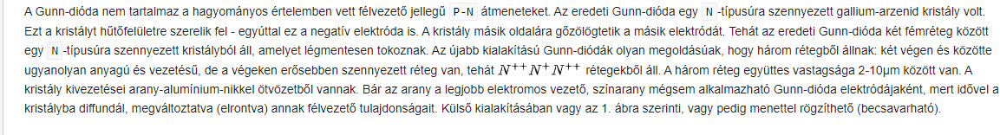 A Gunn-dióda nem tartalmaz a hagyományos értelemben vett félvezető jellegű P-N átmeneteket. Az eredeti Gunn-dióda egy N -típusúra szennyezett gallium-arzenid kristály volt.
Ezt a kristályt hűtőfelületre szerelik fel - egyúttal ez a negatív elektróda is. A kristály másik oldalára gőzölögtetik a másik elektródát. Tehát az eredeti Gunn-dióda két fémréteg között
egy N -típusúra szennyezett kristályból áll, amelyet légmentesen tokoznak. Az újabb kialakítású Gunn-diódák olyan megoldásúak, hogy három rétegből állnak: két végen és közötte
ugyanolyan anyagú és vezetésű, de a végeken erősebben szennyezett réteg van, tehát N⁺⁺N⁺N⁺⁺ rétegekből áll. A három réteg együttes vastagsága 2-10µm között van. A
kristály kivezetései arany-alumínium-nikkel ötvözetből vannak. Bár az arany a legjobb elektromos vezető, színarany mégsem alkalmazható Gunn-dióda elektródájaként, mert idővel a
kristályba diffundál, megváltoztatva (elrontva) annak félvezető tulajdonságait. Külső kialakításában vagy az 1. ábra szerinti, vagy pedig menettel rögzíthető (becsavarható).